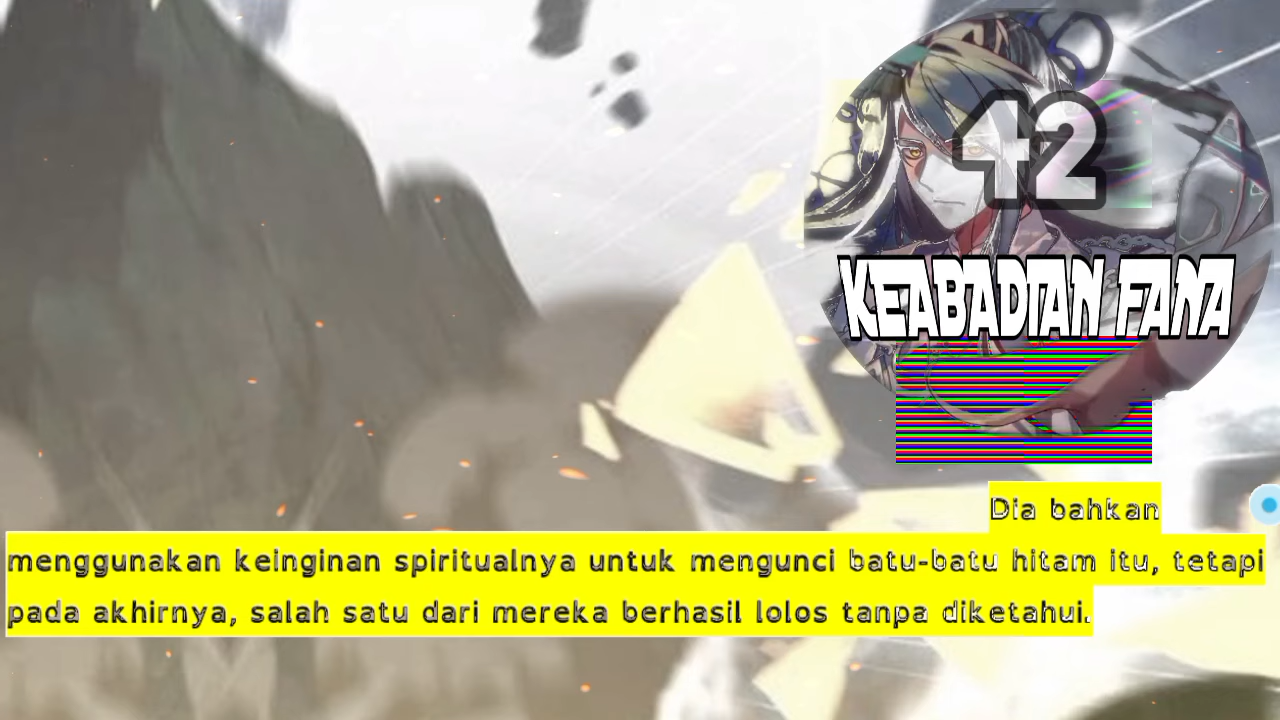 42
KEABADIAN FANA
Dia bahkan
menggunakan keinginan spiritualnya untuk mengunci batu-batu hitam itu, tetapi
pada akhirnya, salah satu dari mereka berhasil lolos tanpa diketahui.